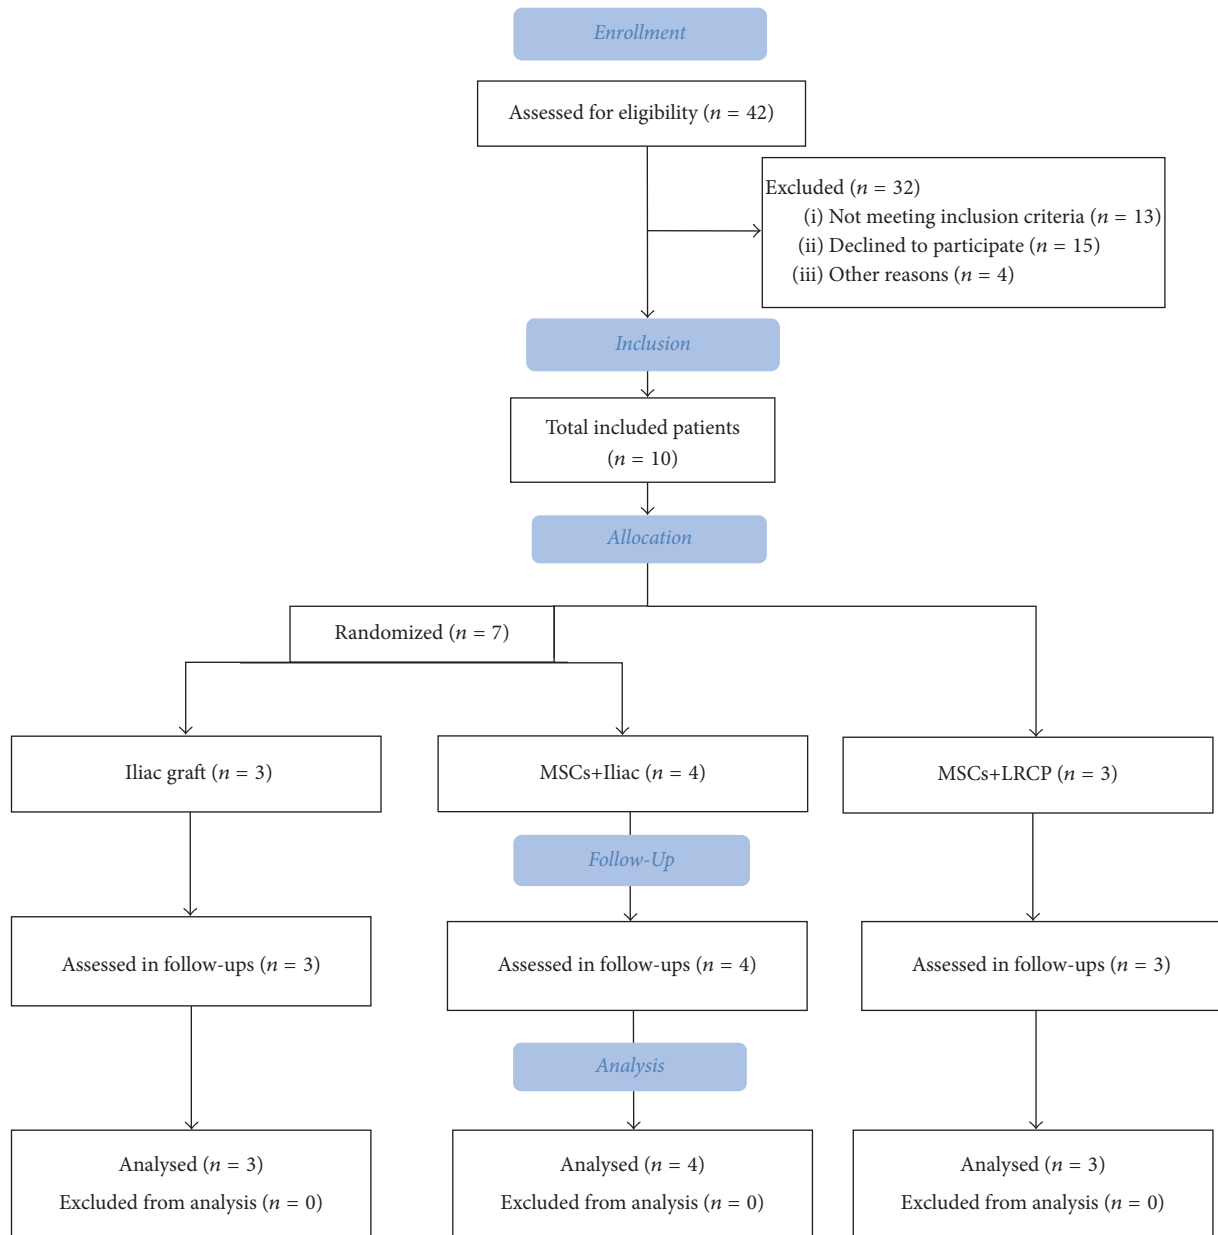 Enrollment
Assessed for eligibility (n = 42)
Excluded (n = 32)
(i) Not meeting inclusion criteria (n = 13)
(ii) Declined to participate (n = 15)
(iii) Other reasons (n = 4)
Inclusion
Total included patients
(n = 10)
Allocation
Randomized (n = 7)
Iliac graft (n = 3)
MSCs+Iliac (n = 4)
MSCs+LRCP (n = 3)
Follow-Up
Assessed in follow-ups (n = 3)
Assessed in follow-ups (n = 4)
Assessed in follow-ups (n = 3)
Analysis
Analysed (n = 3)
Excluded from analysis (n = 0)
Analysed (n = 4)
Excluded from analysis (n = 0)
Analysed (n = 3)
Excluded from analysis (n = 0)